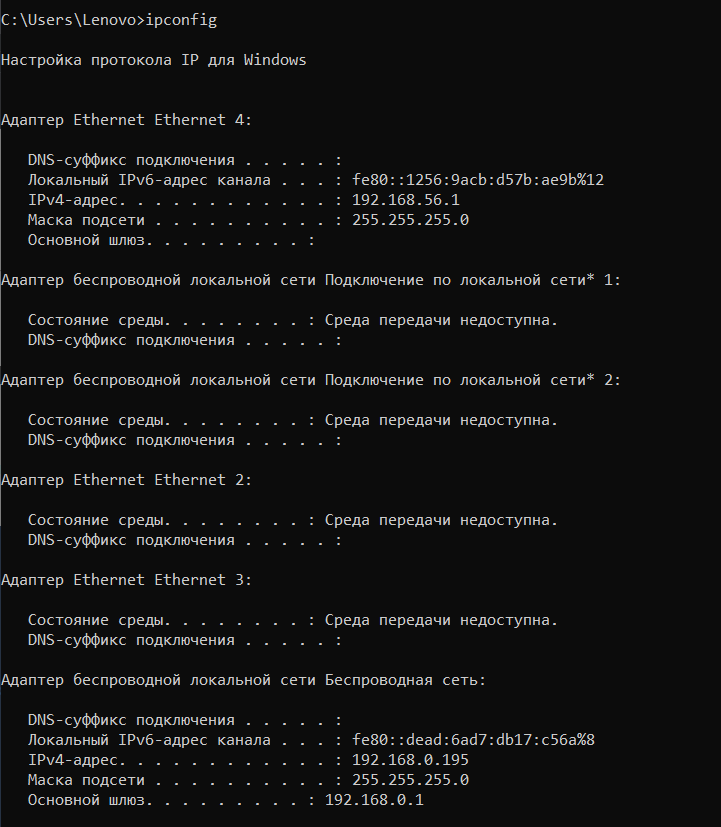 C:\Users\Lenovo>ipconfig
Настройка протокола IP для Windows
Адаптер Ethernet Ethernet 4:
DNS-суффикс подключения . . . . . :
Локальный IPv6-адрес канала . . . : fe80::1256:9acb:d57b:ae9b%12
IPv4-адрес. . . . . . . . . . . . : 192.168.56.1
Маска подсети . . . . . . . . . . : 255.255.255.0
Основной шлюз. . . . . . . . . :
Адаптер беспроводной локальной сети Подключение по локальной сети* 1:
Состояние среды. . . . . . . . : Среда передачи недоступна.
DNS-суффикс подключения . . . . . :
Адаптер беспроводной локальной сети Подключение по локальной сети* 2:
Состояние среды. . . . . . . . : Среда передачи недоступна.
DNS-суффикс подключения . . . . . :
Адаптер Ethernet Ethernet 2:
Состояние среды. . . . . . . . : Среда передачи недоступна.
DNS-суффикс подключения . . . . . :
Адаптер Ethernet Ethernet 3:
Состояние среды. . . . . . . . : Среда передачи недоступна.
DNS-суффикс подключения . . . . . :
Адаптер беспроводной локальной сети Беспроводная сеть:
DNS-суффикс подключения . . . . . :
Локальный IPv6-адрес канала . . . : fe80::dead:6ad7:db17:c56a%8
IPv4-адрес. . . . . . . . . . . . : 192.168.0.195
Маска подсети . . . . . . . . . . : 255.255.255.0
Основной шлюз. . . . . . . . . : 192.168.0.1